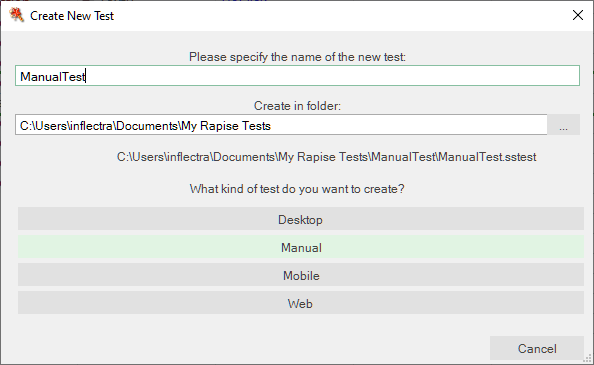 Create New Test
Please specify the name of the new test:
ManualTest
Create in folder:
C:\Users\inflectra\Documents\My Rapise Tests
...
C:\Users\inflectra\Documents\My Rapise Tests\ManualTest\ManualTest.sstest
What kind of test do you want to create?
Desktop
Manual
Mobile
Web
Cancel